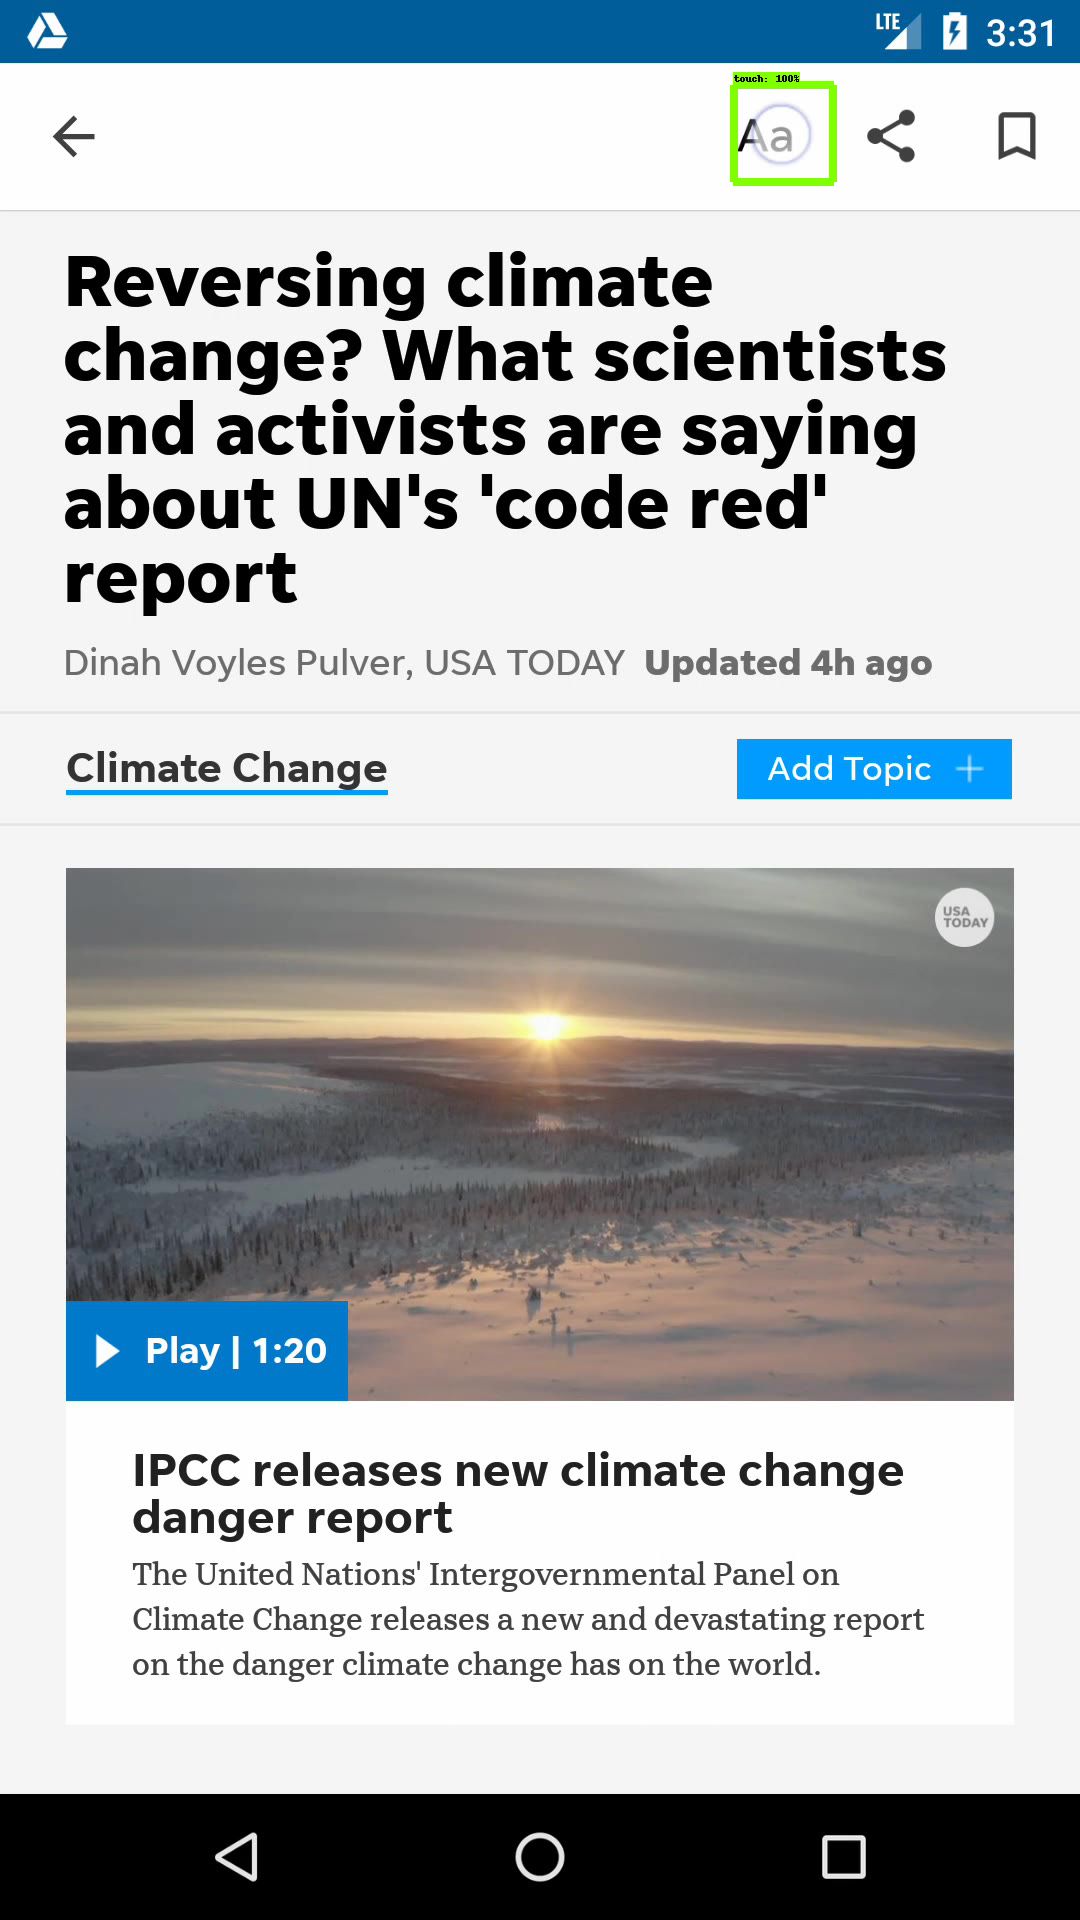 LTE 3:31
touch: 100%
Aa
Reversing climate
change? What scientists
and activists are saying
about UN's 'code red'
report
Dinah Voyles Pulver, USA TODAY Updated 4h ago
Climate Change
Add Topic +
USA
TODAY
Play | 1:20
IPCC releases new climate change
danger report
The United Nations' Intergovernmental Panel on
Climate Change releases a new and devastating report
on the danger climate change has on the world.